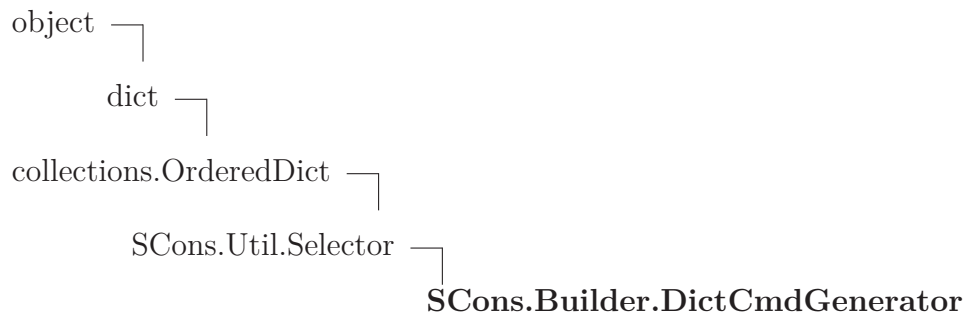 object
dict
collections.OrderedDict
SCons.Util.Selector
SCons.Builder.DictCmdGenerator